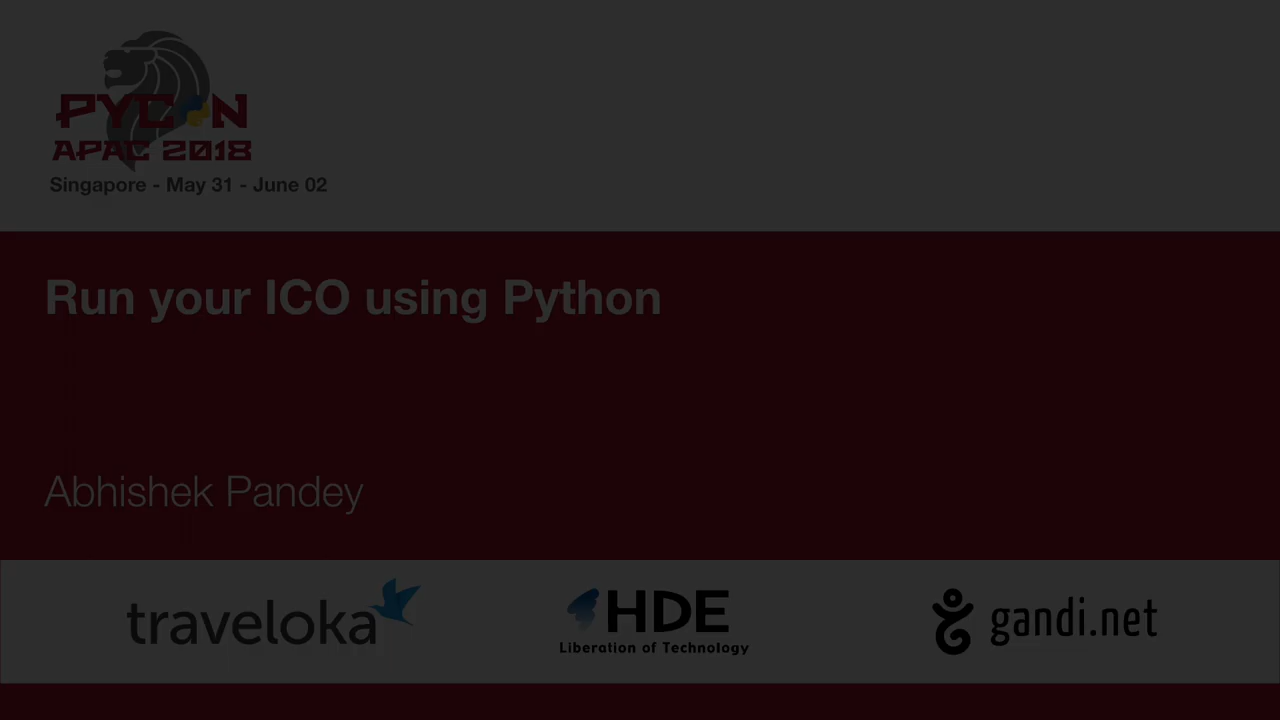 PYCON
APAC 2018
Singapore - May 31 - June 02
Run your ICO using Python
Abhishek Pandey
traveloka
HDE
Liberation of Technology
gandi.net